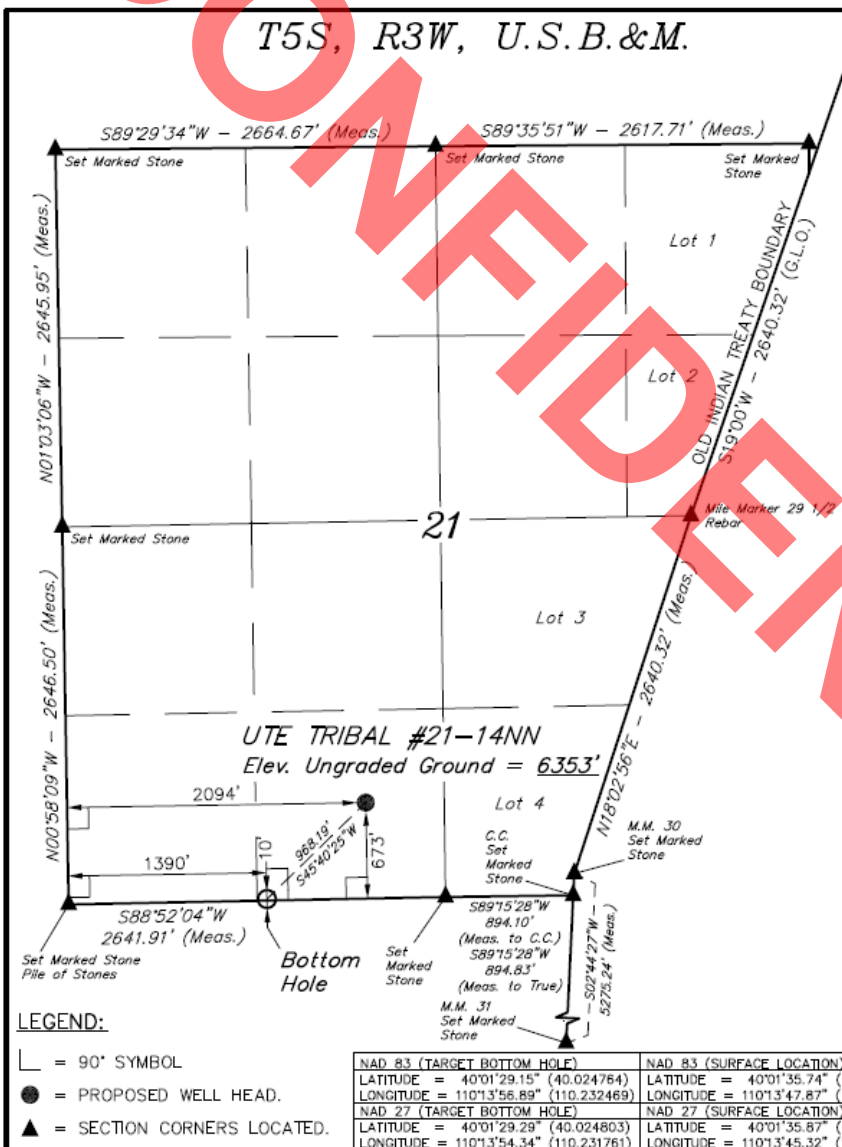 T5S, R3W, U.S.B.&M.
S89°29'34"W - 2664.67' (Meas.)
S89°35'51"W - 2617.71' (Meas.)
Set Marked Stone
Set Marked Stone
Set Marked
Stone
Lot 1
N01°03'06"W - 2645.95' (Meas.)
OLD INDIAN TREATY BOUNDARY
S19°00'W - 2640.32' (G.L.O.)
Lot 2
21
Mile Marker 29 1/2
Rebar
Set Marked Stone
Lot 3
N00°58'09"W - 2646.50' (Meas.)
N18°02'56"E - 2640.32' (Meas.)
UTE TRIBAL #21-14NN
Elev. Ungraded Ground = 6353'
2094'
Lot 4
968.19'
S45°40'25"W
673'
10'
1390'
C.C.
Set
Marked
Stone
M.M. 30
Set Marked
Stone
S88°52'04"W
2641.91' (Meas.)
S89°15'28"W
894.10'
(Meas. to C.C.)
S89°15'28"W
894.83'
(Meas. to True)
S02°44'27"W
5275.24' (Meas.)
Set Marked Stone
Pile of Stones
Bottom
Hole
Set
Marked
Stone
M.M. 31
Set Marked
Stone
LEGEND:
= 90° SYMBOL
= PROPOSED WELL HEAD.
= SECTION CORNERS LOCATED.
NAD 83 (TARGET BOTTOM HOLE)
LATITUDE = 40°01'29.15" (40.024764)
LONGITUDE = 110°13'56.89" (110.232469)
NAD 27 (TARGET BOTTOM HOLE)
LATITUDE = 40°01'29.29" (40.024803)
LONGITUDE = 110°13'54.34" (110.231761)
NAD 83 (SURFACE LOCATION)
LATITUDE = 40°01'35.74" (
LONGITUDE = 110°13'47.87" (
NAD 27 (SURFACE LOCATION)
LATITUDE = 40°01'35.87" (
LONGITUDE = 110°13'45.32" (
ONFIDEN